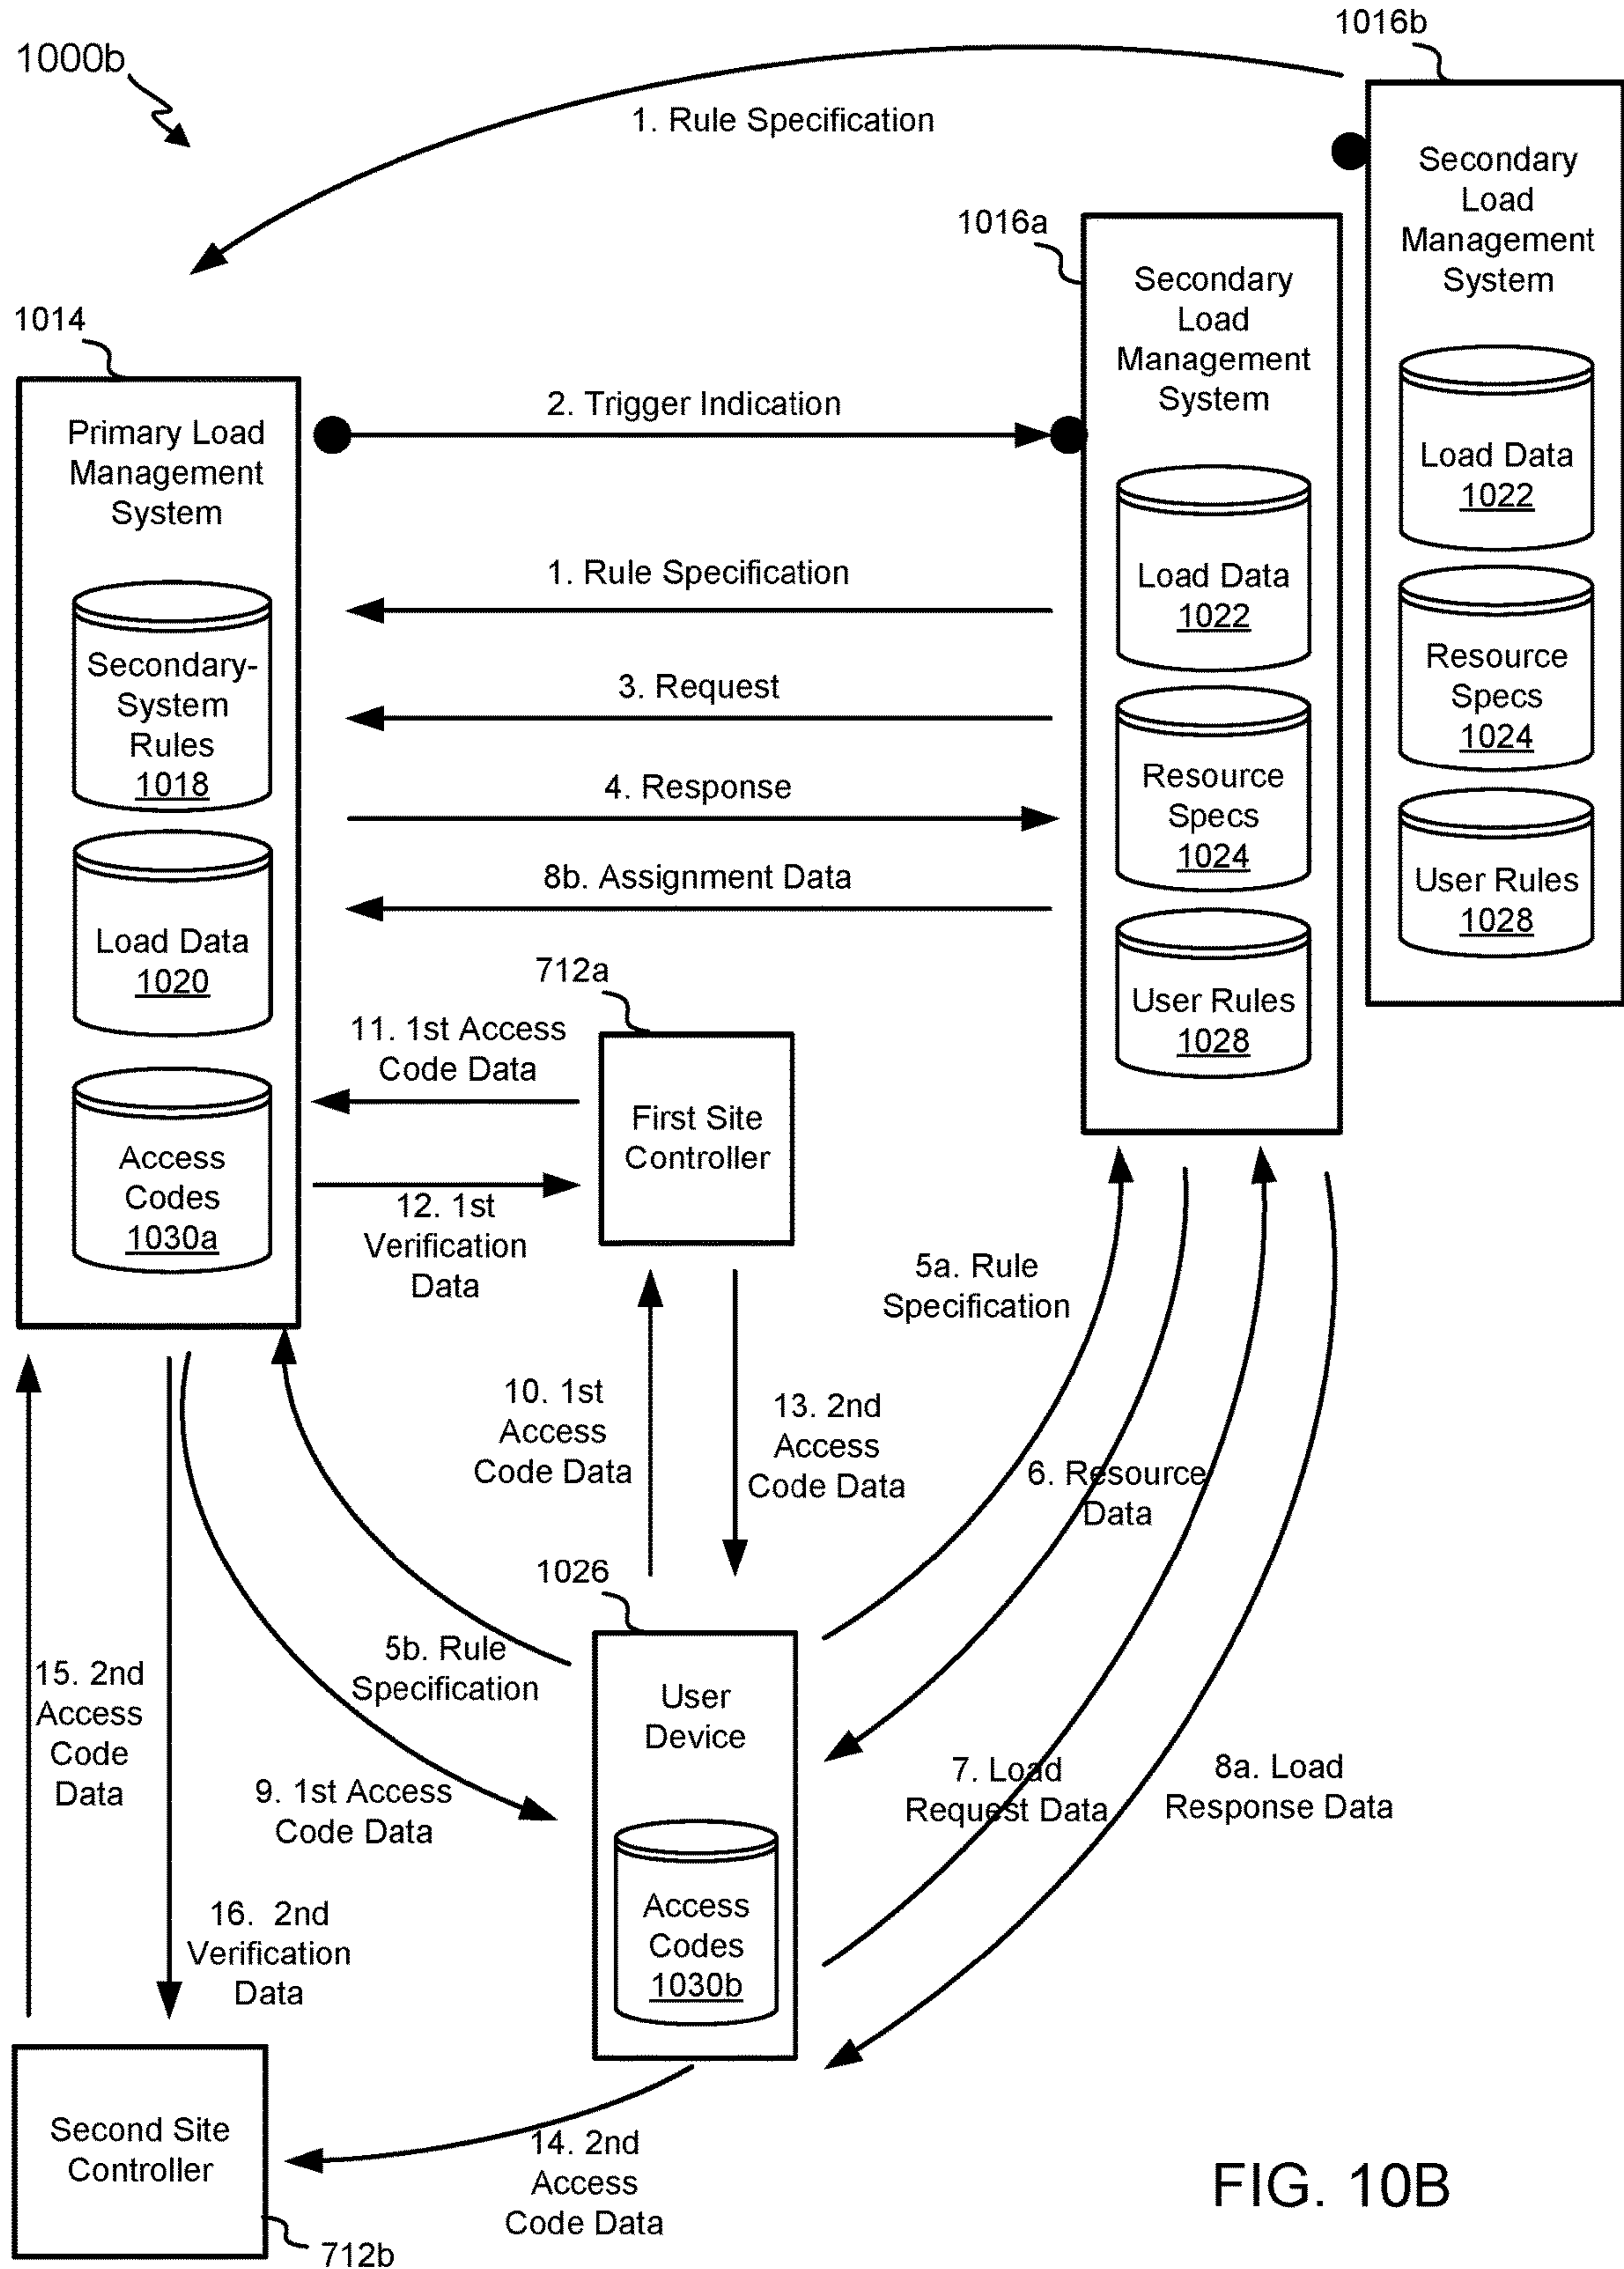 1016b
1000b
1. Rule Specification
Secondary
Load
Management
System
1016a
Secondary
Load
Management
System
1014
Load Data
1022
2. Trigger Indication
Primary Load
Management
System
Load Data
1022
1. Rule Specification
Resource
Specs
1024
Secondary-
System
Rules
1018
3. Request
Resource
Specs
1024
4. Response
User Rules
1028
8b. Assignment Data
Load Data
1020
712a
User Rules
1028
11. 1st Access
Code Data
First Site
Controller
Access
Codes
1030a
12. 1st
Verification
Data
5a. Rule
Specification
10. 1st
Access
Code Data
13. 2nd
Access
Code Data
6. Resource
Data
1026
5b. Rule
Specification
15. 2nd
Access
Code
Data
User
Device
9. 1st Access
Code Data
7. Load
Request Data
8a. Load
Response Data
Access
Codes
1030b
16. 2nd
Verification
Data
Second Site
Controller
14. 2nd
Access
Code Data
712b
FIG. 10B